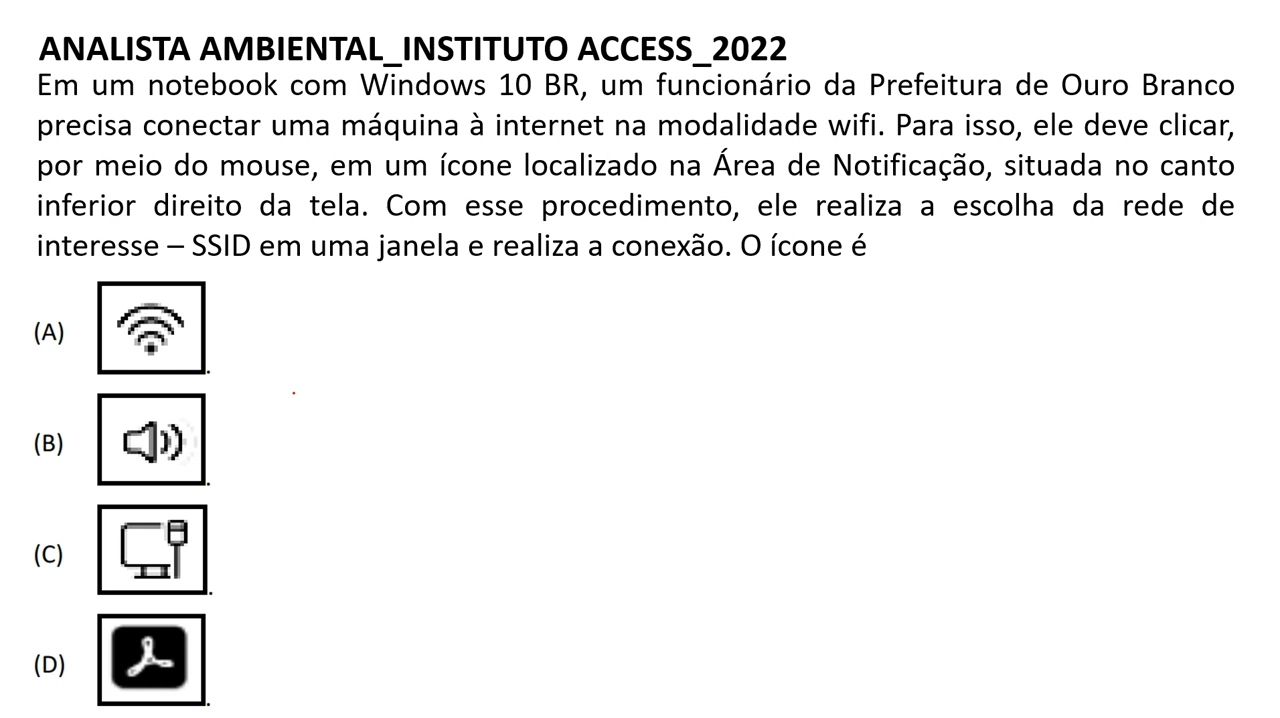 ANALISTA AMBIENTAL_INSTITUTO ACCESS_2022
Em um notebook com Windows 10 BR, um funcionário da Prefeitura de Ouro Branco
precisa conectar uma máquina à internet na modalidade wifi. Para isso, ele deve clicar,
por meio do mouse, em um ícone localizado na Área de Notificação, situada no canto
inferior direito da tela. Com esse procedimento, ele realiza a escolha da rede de
interesse – SSID em uma janela e realiza a conexão. O ícone é
(A) .
(B) .
(C) .
(D) .